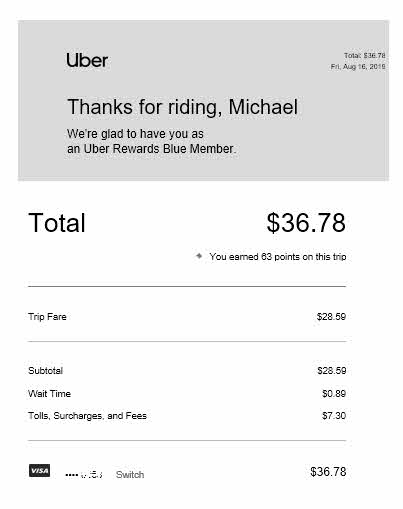 Uber
Total: $36.78
Fri, Aug 16, 2019
Thanks for riding, Michael
We're glad to have you as
an Uber Rewards Blue Member.
Total $36.78
You earned 63 points on this trip
Trip Fare $28.59
Subtotal $28.59
Wait Time $0.89
Tolls, Surcharges, and Fees $7.30
VISA •••• Switch $36.78